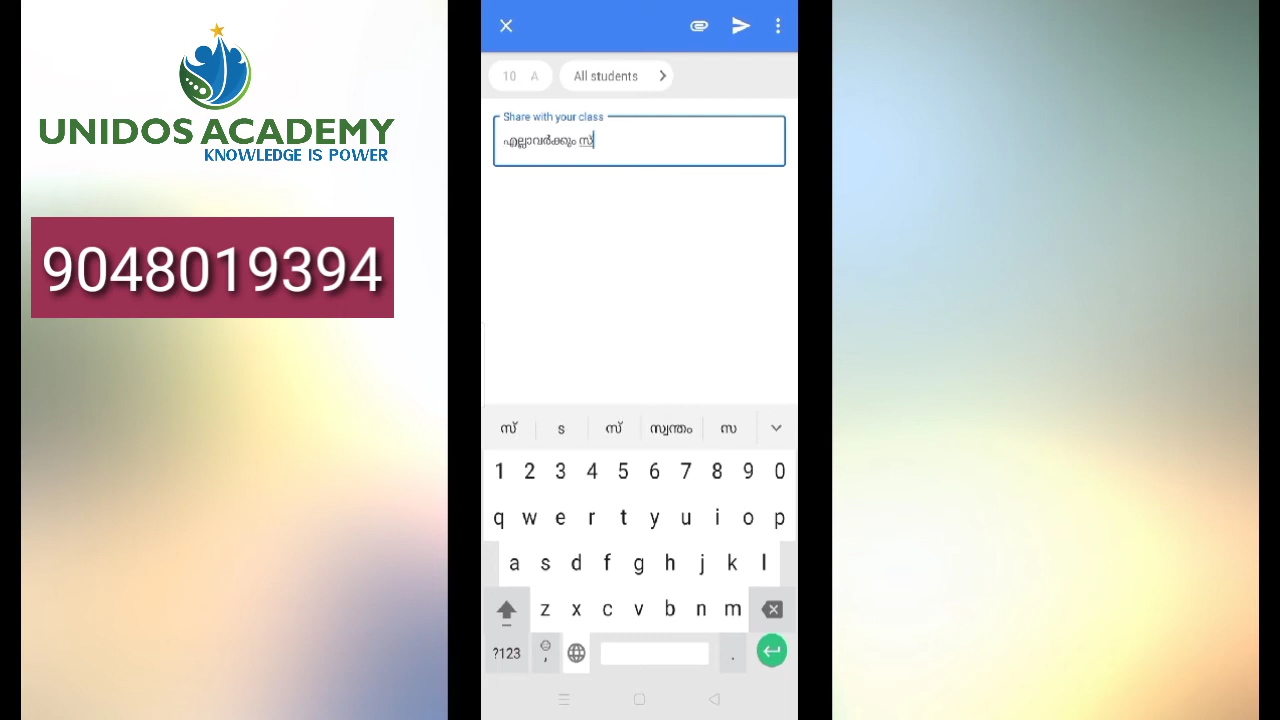 UNIDOS ACADEMY
KNOWLEDGE IS POWER
9048019394
10 A
All students
Share with your class
എല്ലാവർക്കും സ്
സ് s സ് സ്വന്തം സ
1 2 3 4 5 6 7 8 9 0
q w e r t y u i o p
a s d f g h j k l
z x c v b n m
?123 , .